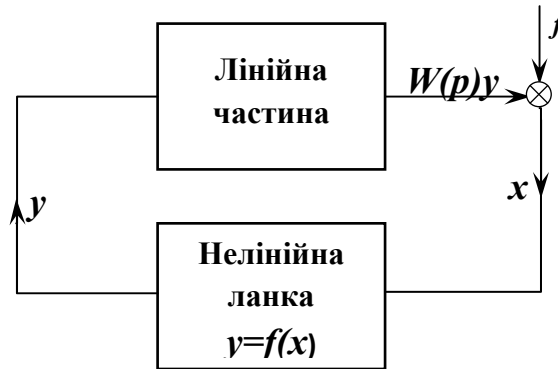 f
Лінійна
частина
W(p)y
x
y
Нелінійна
ланка
y=f(x)